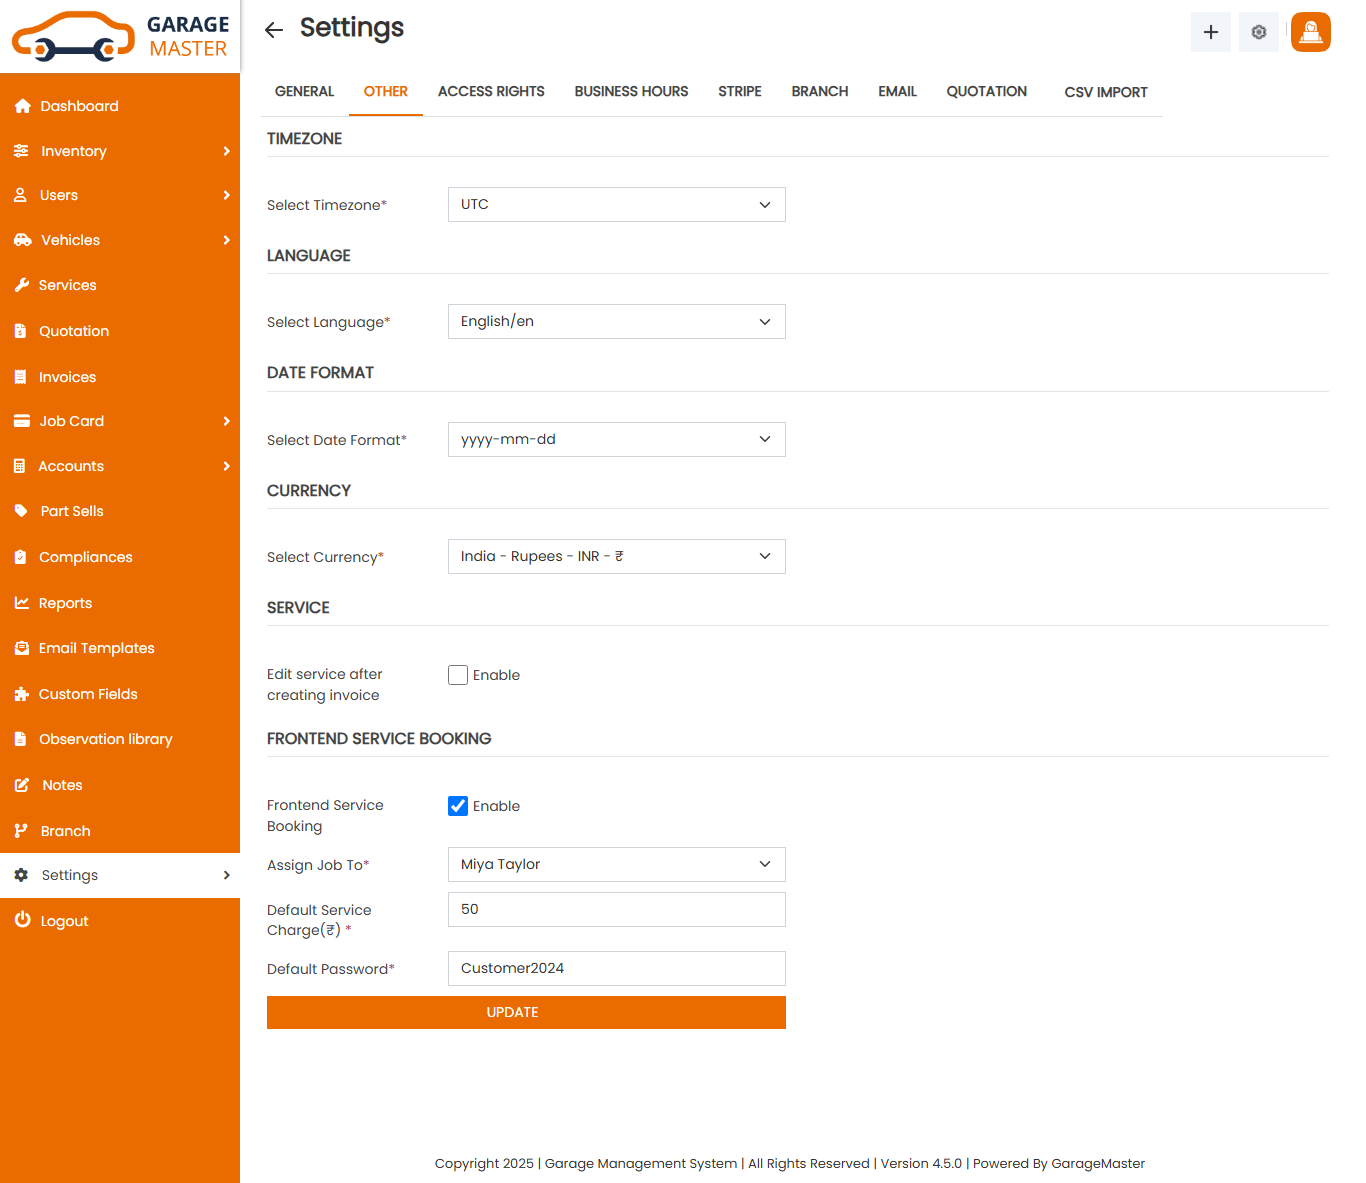 GARAGE
MASTER
Settings
Dashboard
Inventory
Users
Vehicles
Services
Quotation
Invoices
Job Card
Accounts
Part Sells
Compliances
Reports
Email Templates
Custom Fields
Observation library
Notes
Branch
Settings
Logout
GENERAL OTHER ACCESS RIGHTS BUSINESS HOURS STRIPE BRANCH EMAIL QUOTATION CSV IMPORT
TIMEZONE
Select Timezone* UTC
LANGUAGE
Select Language* English/en
DATE FORMAT
Select Date Format* yyyy-mm-dd
CURRENCY
Select Currency* India - Rupees - INR - ₹
SERVICE
Edit service after
creating invoice
Enable
FRONTEND SERVICE BOOKING
Frontend Service
Booking
Enable
Assign Job To* Miya Taylor
Default Service
Charge(₹) *
50
Default Password* Customer2024
UPDATE
Copyright 2025 | Garage Management System | All Rights Reserved | Version 4.5.0 | Powered By GarageMaster